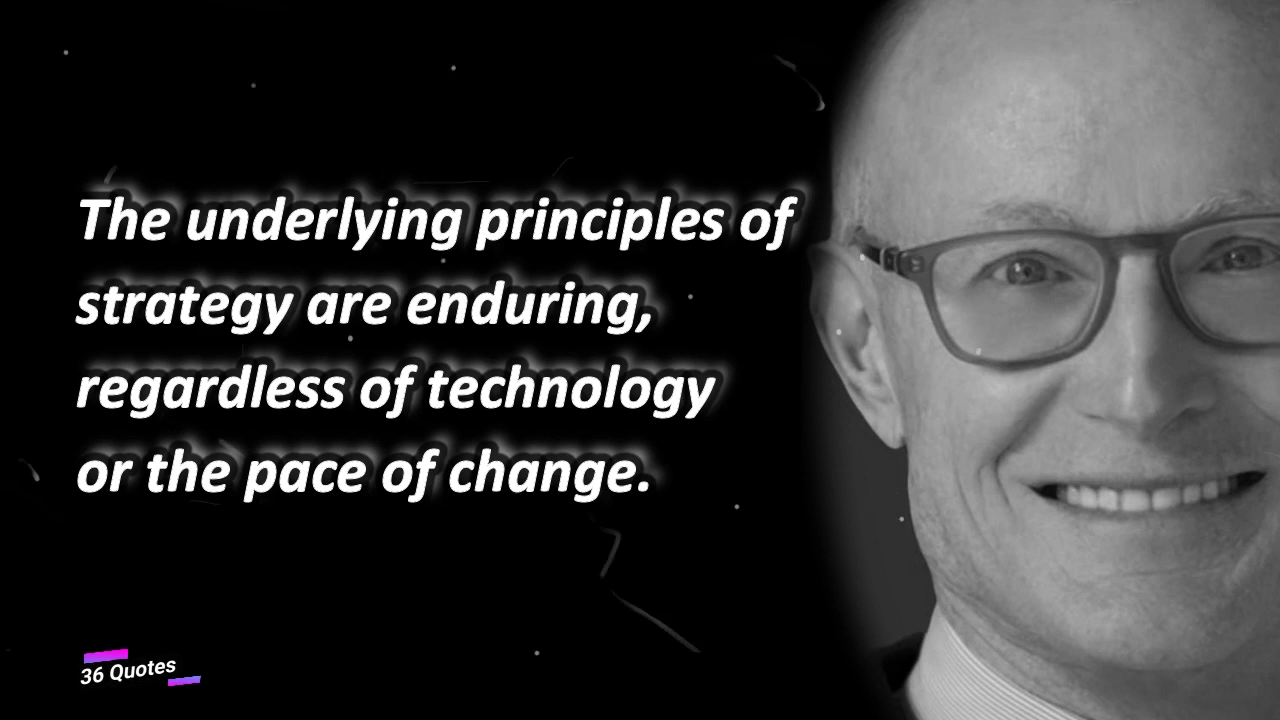 The underlying principles of
strategy are enduring,
regardless of technology
or the pace of change.
36 Quotes